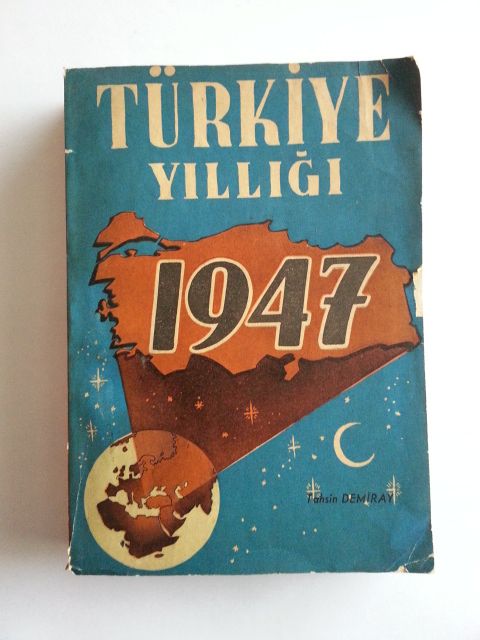 TÜRKİYE
YILLIĞI
1947
Tahsin DEMİRAY